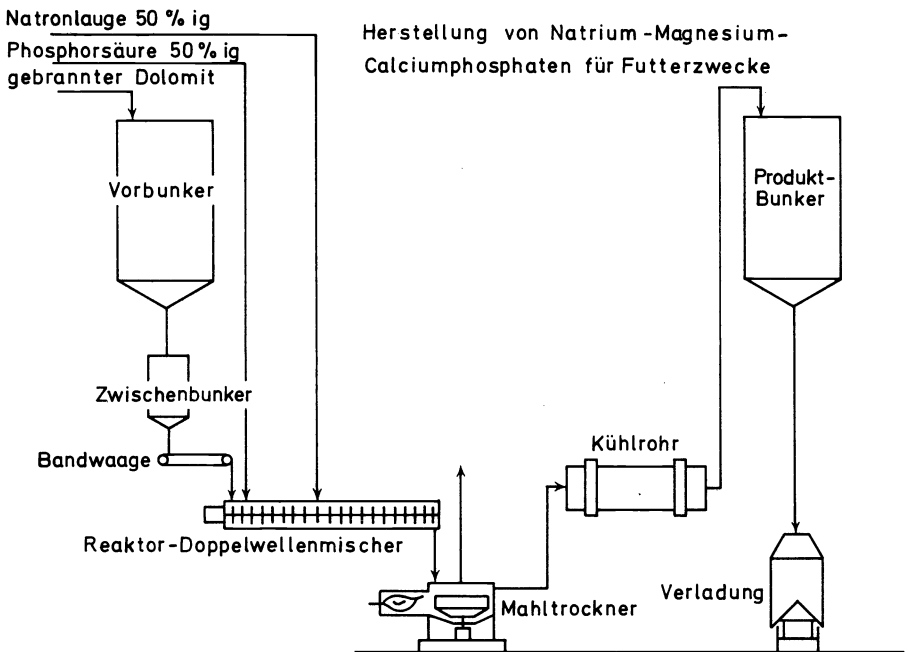 Natronlauge 50 % ig
Phosphorsäure 50 % ig
gebrannter Dolomit
Herstellung von Natrium-Magnesium-
Calciumphosphaten für Futterzwecke
Vorbunker
Produkt-
Bunker
Zwischenbunker
Bandwaage
Kühlrohr
Reaktor-Doppelwellenmischer
Mahltrockner
Verladung